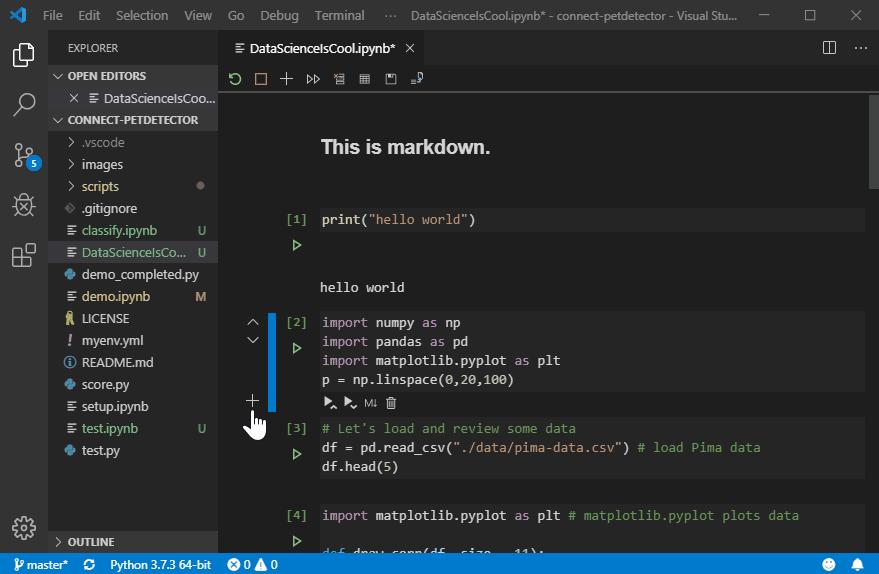 File Edit Selection View Go Debug Terminal ··· DataScienceIsCool.ipynb* - connect-petdetector - Visual Stu...
EXPLORER
DataScienceIsCool.ipynb*
OPEN EDITORS
DataScienceIsCoo...
CONNECT-PETDETECTOR
.vscode
images
scripts
.gitignore
classify.ipynb U
DataScienceIsCo... U
demo_completed.py
demo.ipynb M
LICENSE
myenv.yml
README.md
score.py
setup.ipynb
test.ipynb U
test.py
OUTLINE
5
This is markdown.
[1] print("hello world")
hello world
[2] import numpy as np
import pandas as pd
import matplotlib.pyplot as plt
p = np.linspace(0,20,100)
M↓
[3] # Let's load and review some data
df = pd.read_csv("./data/pima-data.csv") # load Pima data
df.head(5)
[4] import matplotlib.pyplot as plt # matplotlib.pyplot plots data
master* Python 3.7.3 64-bit 0 0